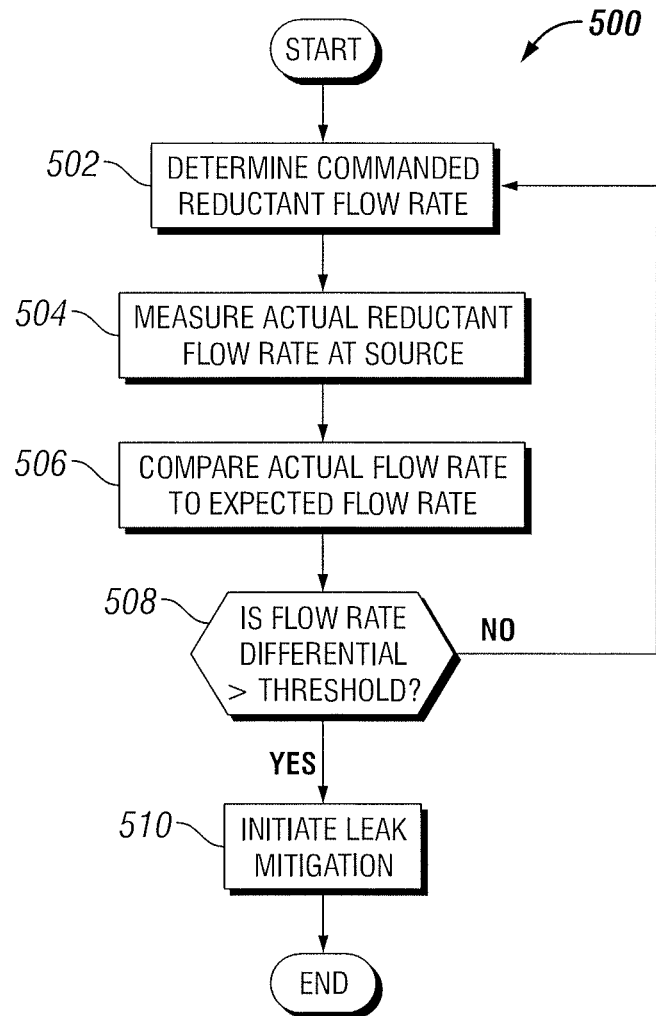 500
START
502
DETERMINE COMMANDED
REDUCTANT FLOW RATE
504
MEASURE ACTUAL REDUCTANT
FLOW RATE AT SOURCE
506
COMPARE ACTUAL FLOW RATE
TO EXPECTED FLOW RATE
508
IS FLOW RATE
DIFFERENTIAL
> THRESHOLD?
NO
YES
510
INITIATE LEAK
MITIGATION
END